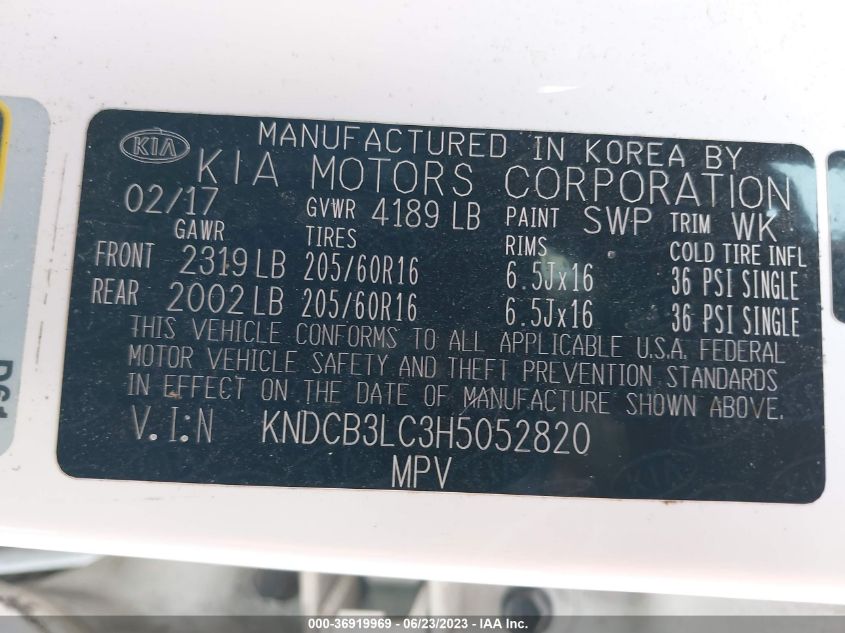 KIA
MANUFACTURED IN KOREA BY
KIA MOTORS CORPORATION
02/17 GVWR 4189 LB PAINT SWP TRIM WK
GAWR TIRES RIMS COLD TIRE INFL
FRONT 2319 LB 205/60R16 6.5Jx16 36 PSI SINGLE
REAR 2002 LB 205/60R16 6.5Jx16 36 PSI SINGLE
THIS VEHICLE CONFORMS TO ALL APPLICABLE U.S.A. FEDERAL
MOTOR VEHICLE SAFETY AND THEFT PREVENTION STANDARDS
IN EFFECT ON THE DATE OF MANUFACTURE SHOWN ABOVE.
V.I:N KNDCB3LC3H5052820
MPV
000-36919969 - 06/23/2023 - © IAA Inc.